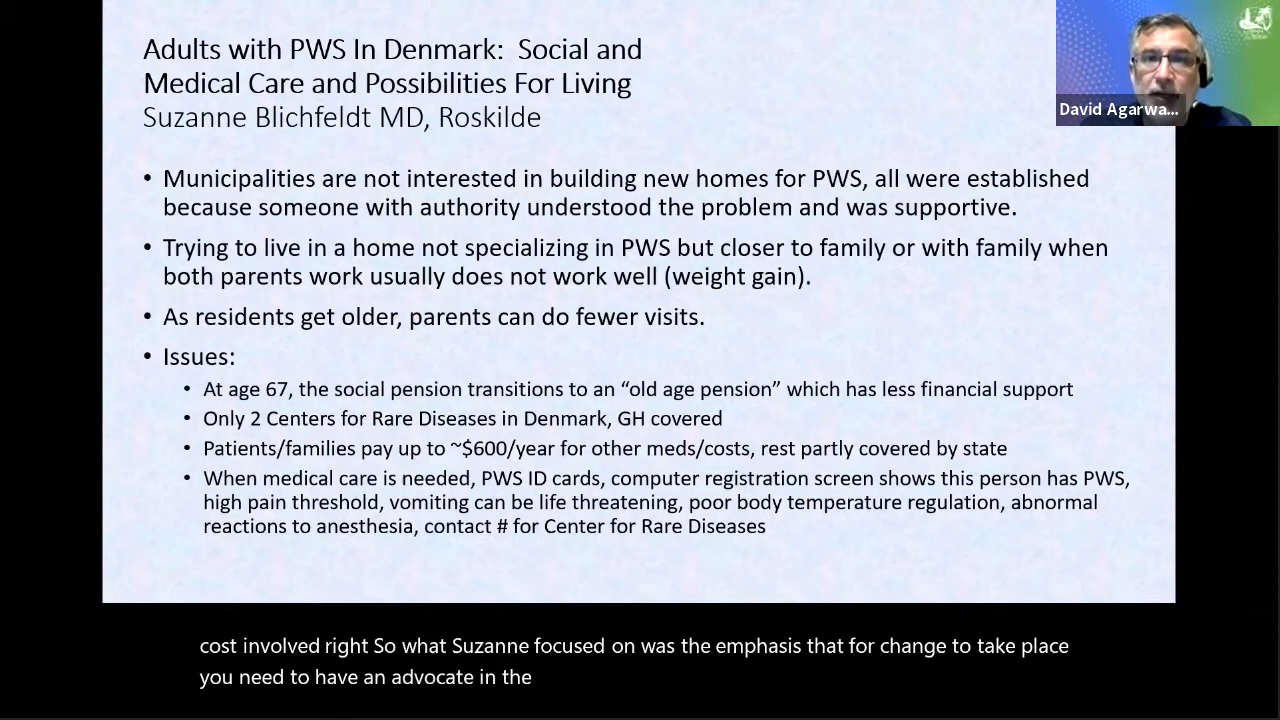 Adults with PWS In Denmark:  Social and
Medical Care and Possibilities For Living
Suzanne Blichfeldt MD, Roskilde
David Agarwa...
• Municipalities are not interested in building new homes for PWS, all were established
because someone with authority understood the problem and was supportive.
• Trying to live in a home not specializing in PWS but closer to family or with family when
both parents work usually does not work well (weight gain).
• As residents get older, parents can do fewer visits.
• Issues:
• At age 67, the social pension transitions to an “old age pension” which has less financial support
• Only 2 Centers for Rare Diseases in Denmark, GH covered
• Patients/families pay up to ~$600/year for other meds/costs, rest partly covered by state
• When medical care is needed, PWS ID cards, computer registration screen shows this person has PWS,
high pain threshold, vomiting can be life threatening, poor body temperature regulation, abnormal
reactions to anesthesia, contact # for Center for Rare Diseases
cost involved right So what Suzanne focused on was the emphasis that for change to take place
you need to have an advocate in the